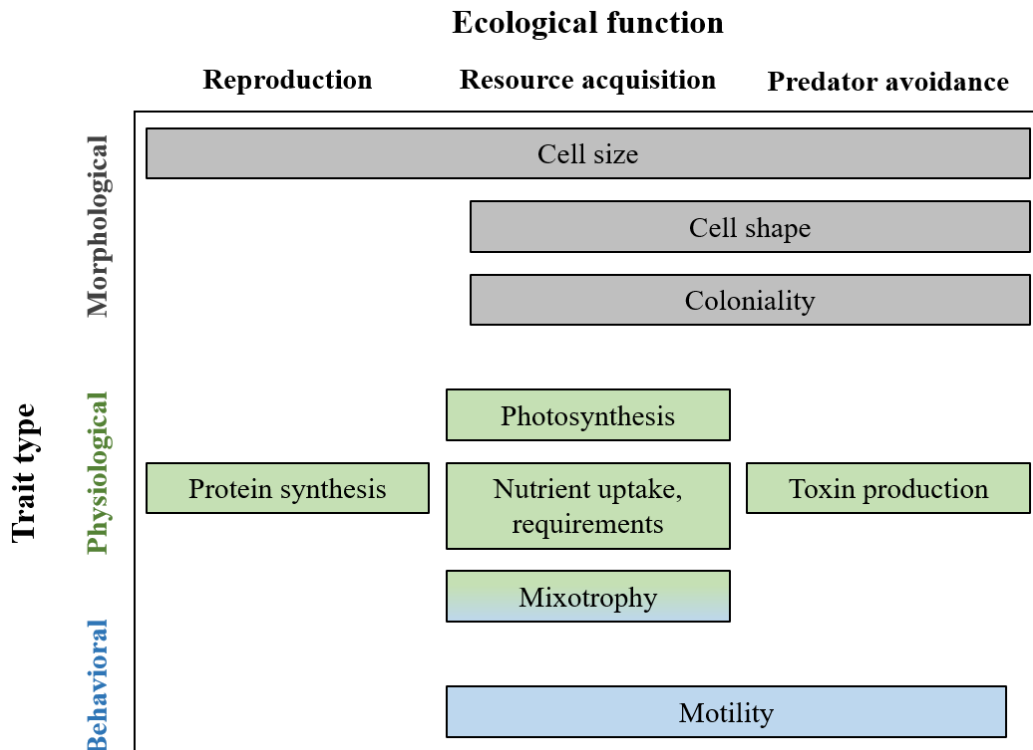 Ecological function
Reproduction
Resource acquisition
Predator avoidance
Trait type
Morphological
Cell size
Cell shape
Coloniality
Physiological
Photosynthesis
Protein synthesis
Nutrient uptake,
requirements
Toxin production
Mixotrophy
Behavioral
Motility